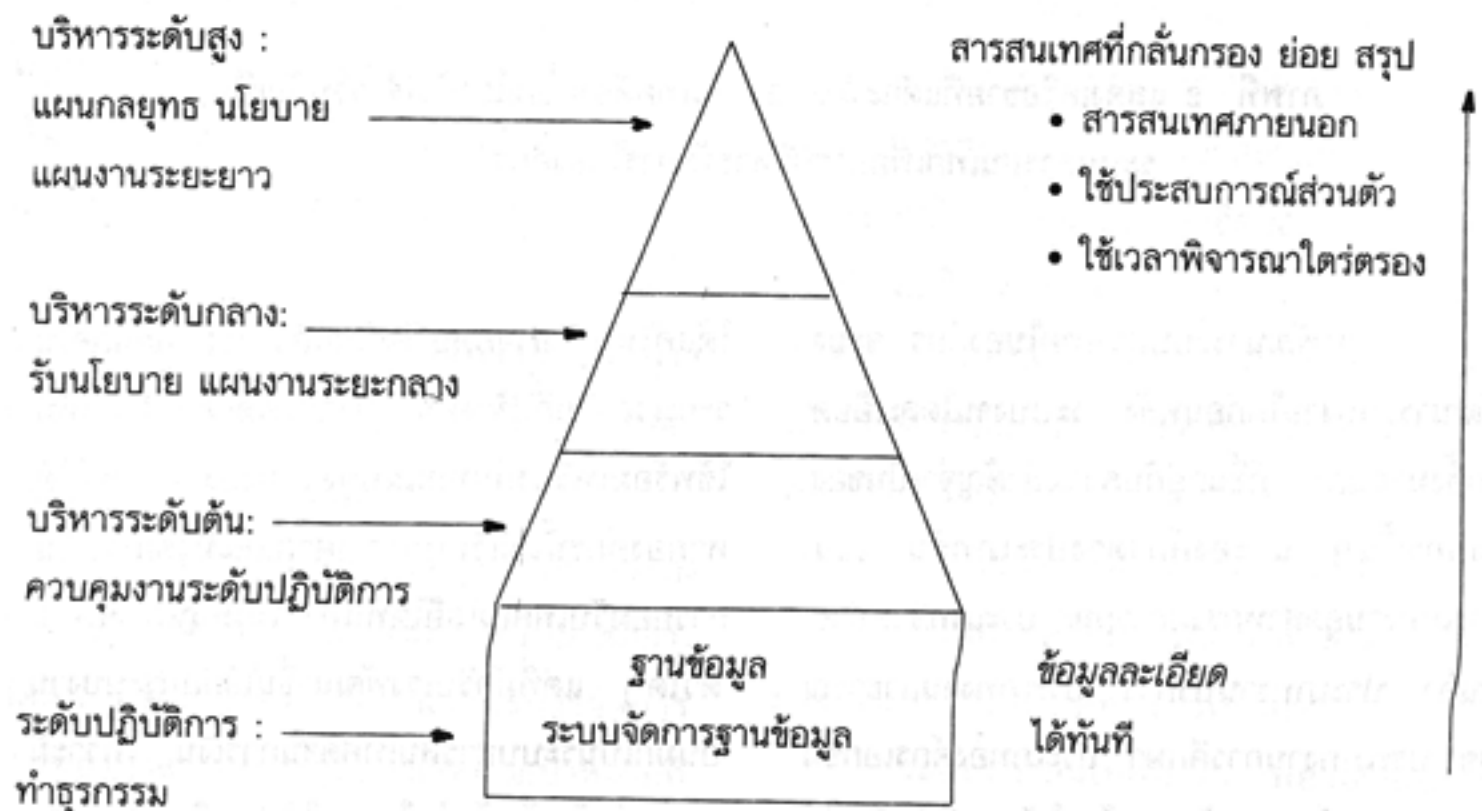 บริหารระดับสูง :
แผนกลยุทธ นโยบาย
แผนงานระยะยาว
สารสนเทศที่กลั่นกรอง ย่อย สรุป
• สารสนเทศภายนอก
• ใช้ประสบการณ์ส่วนตัว
• ใช้เวลาพิจารณาใตร่ตรอง
บริหารระดับกลาง:
รับนโยบาย แผนงานระยะกลาง
บริหารระดับต้น:
ควบคุมงานระดับปฏิบัติการ
ฐานข้อมูล
ระบบจัดการฐานข้อมูล
ข้อมูลละเอียด
ได้ทันที
ระดับปฏิบัติการ :
ทำธุรกรรม